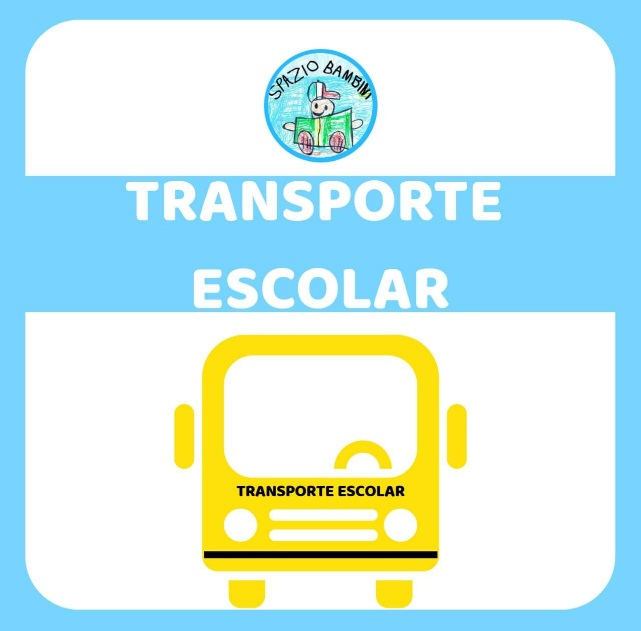 SPAZIO BAMBINI
TRANSPORTE
ESCOLAR
TRANSPORTE ESCOLAR